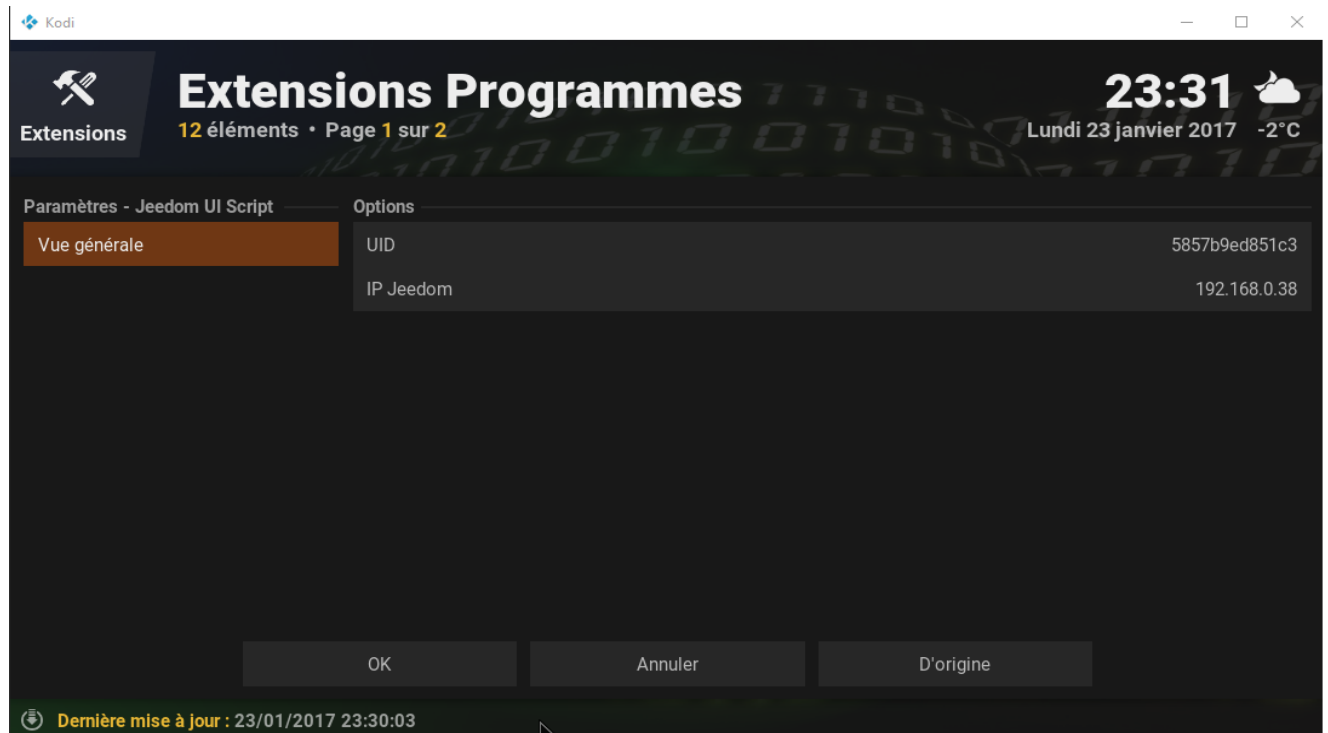 Kodi
Extensions
Extensions Programmes
12 éléments • Page 1 sur 2
23:31
Lundi 23 janvier 2017 -2°C
Paramètres - Jeedom UI Script
Vue générale
Options
UID 5857b9ed851c3
IP Jeedom 192.168.0.38
OK Annuler D'origine
Dernière mise à jour : 23/01/2017 23:30:03